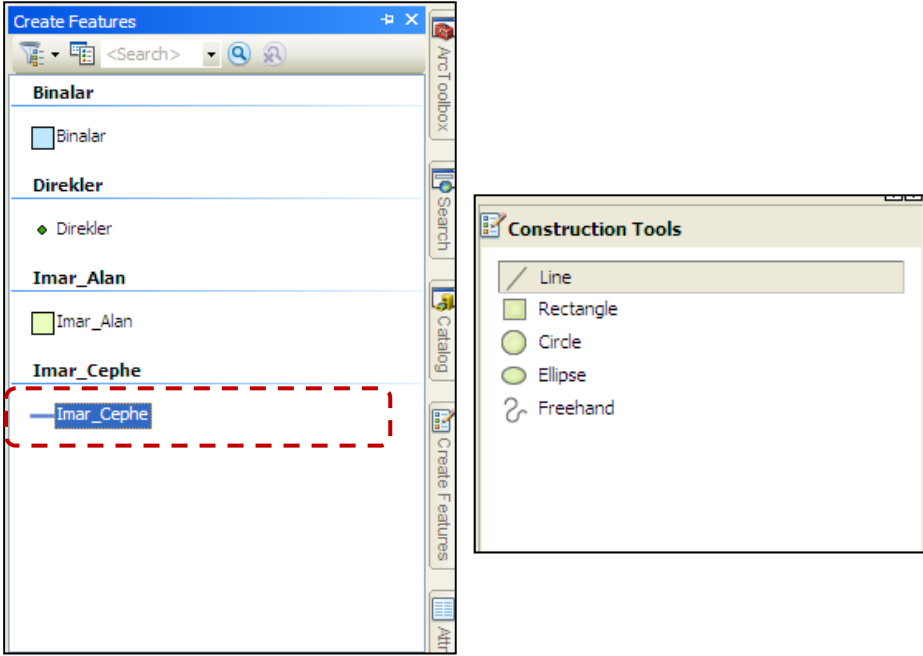 Create Features
<Search>
Binalar
Binalar
Direkler
Direkler
Imar_Alan
Imar_Alan
Imar_Cephe
Imar_Cephe
ArcToolbox
Search
Catalog
Create Features
Attr
Construction Tools
Line
Rectangle
Circle
Ellipse
Freehand